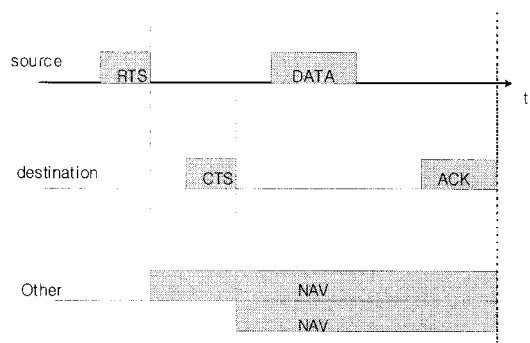 source
RTS
DATA
t
destination
CTS
ACK
Other
NAV
NAV